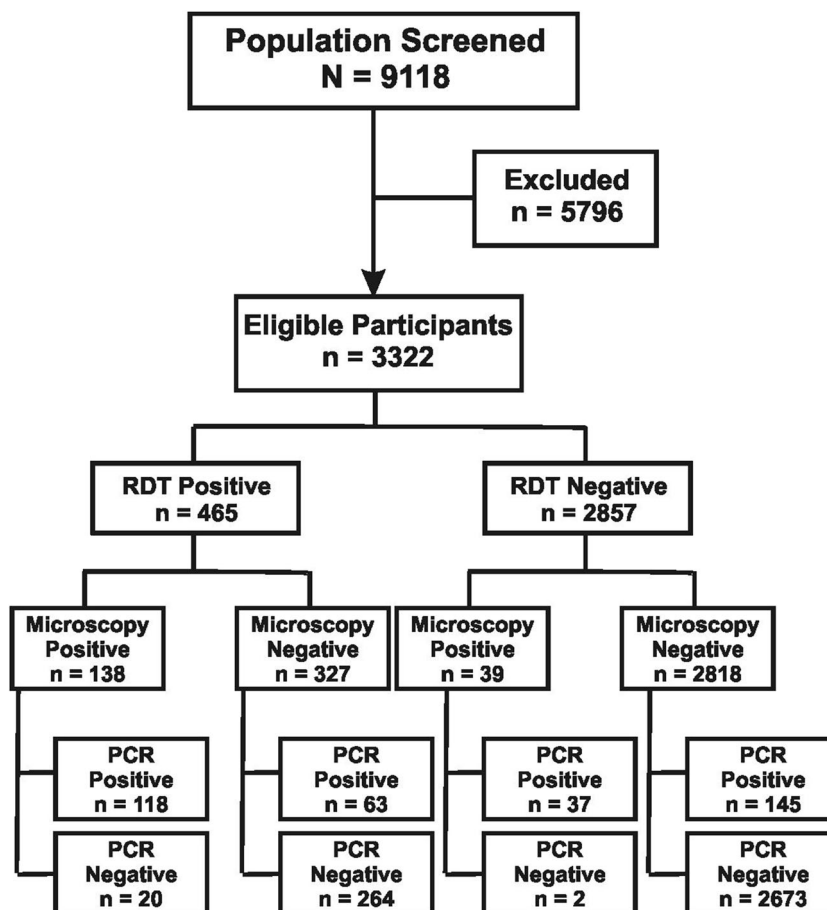 Population Screened
N = 9118
Excluded
n = 5796
Eligible Participants
n = 3322
RDT Positive
n = 465
RDT Negative
n = 2857
Microscopy
Positive
n = 138
Microscopy
Negative
n = 327
Microscopy
Positive
n = 39
Microscopy
Negative
n = 2818
PCR
Positive
n = 118
PCR
Positive
n = 63
PCR
Positive
n = 37
PCR
Positive
n = 145
PCR
Negative
n = 20
PCR
Negative
n = 264
PCR
Negative
n = 2
PCR
Negative
n = 2673